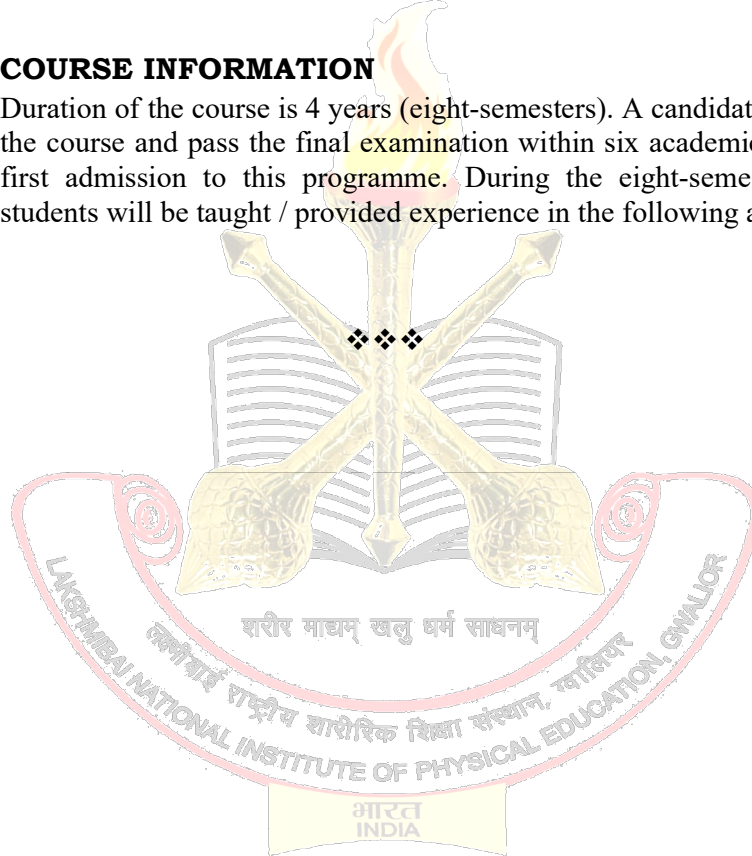 COURSE INFORMATION
Duration of the course is 4 years (eight-semesters). A candidat
the course and pass the final examination within six academic
first admission to this programme. During the eight-seme
students will be taught / provided experience in the following a
शरीर माद्यम् खलु धर्म साधनम्
लक्ष्मीबाई राष्ट्रीय शारीरिक शिक्षा संस्थान, ग्वालियर
LAKSHMIBAI NATIONAL INSTITUTE OF PHYSICAL EDUCATION, GWALIOR
भारत
INDIA